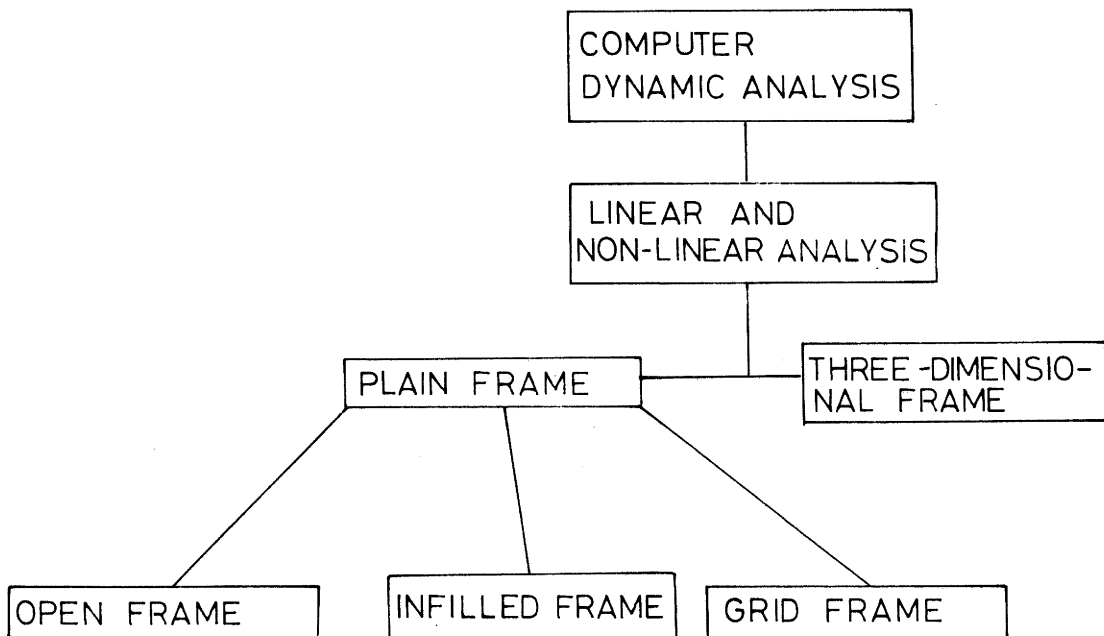 COMPUTER
DYNAMIC ANALYSIS
LINEAR AND
NON-LINEAR ANALYSIS
PLAIN FRAME
THREE-DIMENSIO-
NAL FRAME
OPEN FRAME
INFILLED FRAME
GRID FRAME